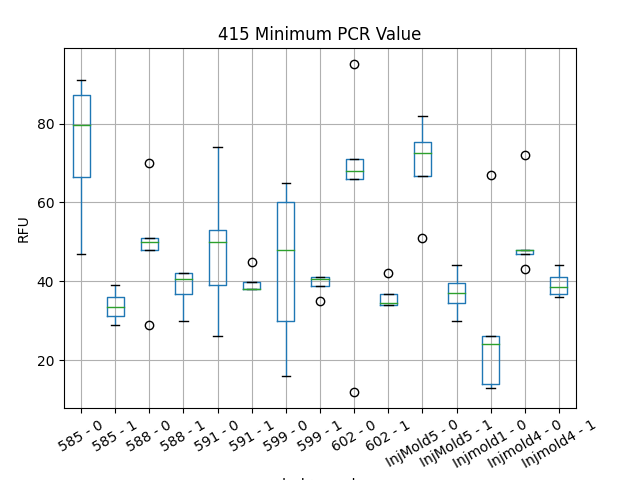 415 Minimum PCR Value
RFU
80
60
40
20
585 - 0
585 - 1
588 - 0
588 - 1
591 - 0
591 - 1
599 - 0
599 - 1
602 - 0
602 - 1
InjMold5 - 0
InjMold5 - 1
Injmold1 - 0
Injmold4 - 0
Injmold4 - 1